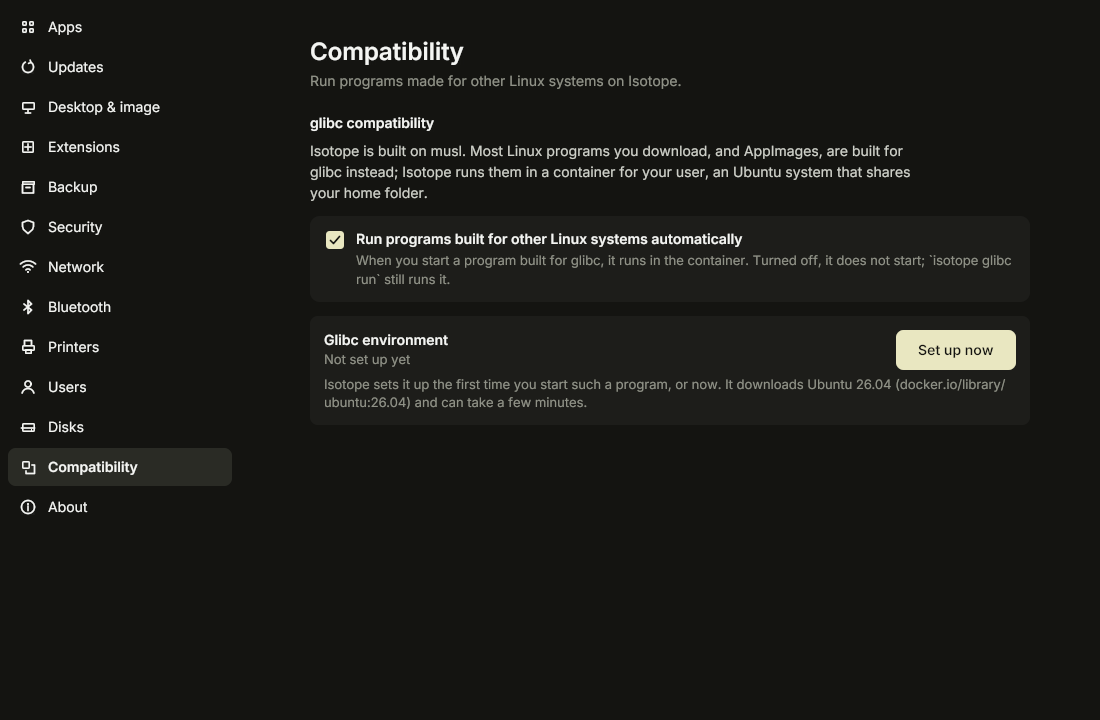 Apps
Updates
Desktop & image
Extensions
Backup
Security
Network
Bluetooth
Printers
Users
Disks
Compatibility
About
Compatibility
Run programs made for other Linux systems on Isotope.
glibc compatibility
Isotope is built on musl. Most Linux programs you download, and AppImages, are built for
glibc instead; Isotope runs them in a container for your user, an Ubuntu system that shares
your home folder.
Run programs built for other Linux systems automatically
When you start a program built for glibc, it runs in the container. Turned off, it does not start; `isotope glibc
run` still runs it.
Glibc environment
Not set up yet
Set up now
Isotope sets it up the first time you start such a program, or now. It downloads Ubuntu 26.04 (docker.io/library/
ubuntu:26.04) and can take a few minutes.